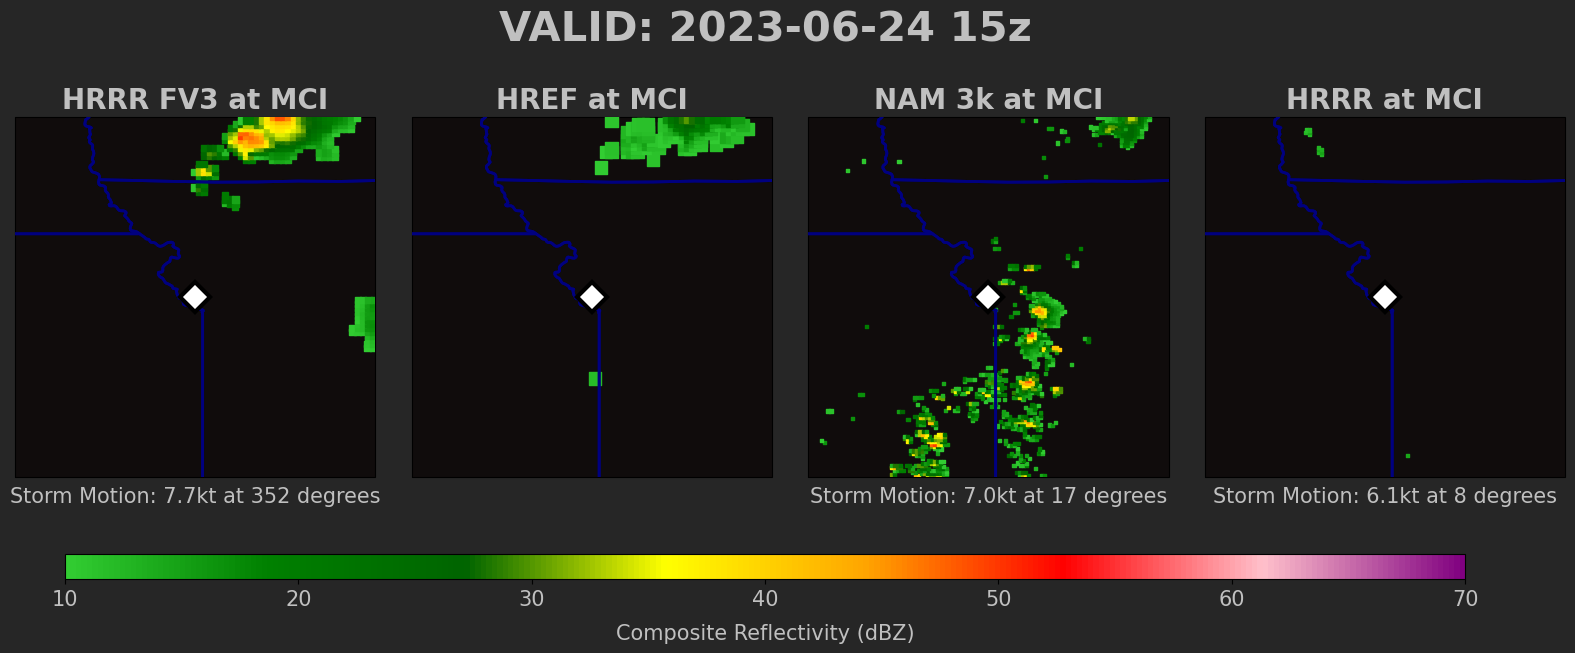 VALID: 2023-06-24 15z
HRRR FV3 at MCI
HREF at MCI
NAM 3k at MCI
HRRR at MCI
Storm Motion: 7.7kt at 352 degrees
Storm Motion: 7.0kt at 17 degrees
Storm Motion: 6.1kt at 8 degrees
10 20 30 40 50 60 70
Composite Reflectivity (dBZ)